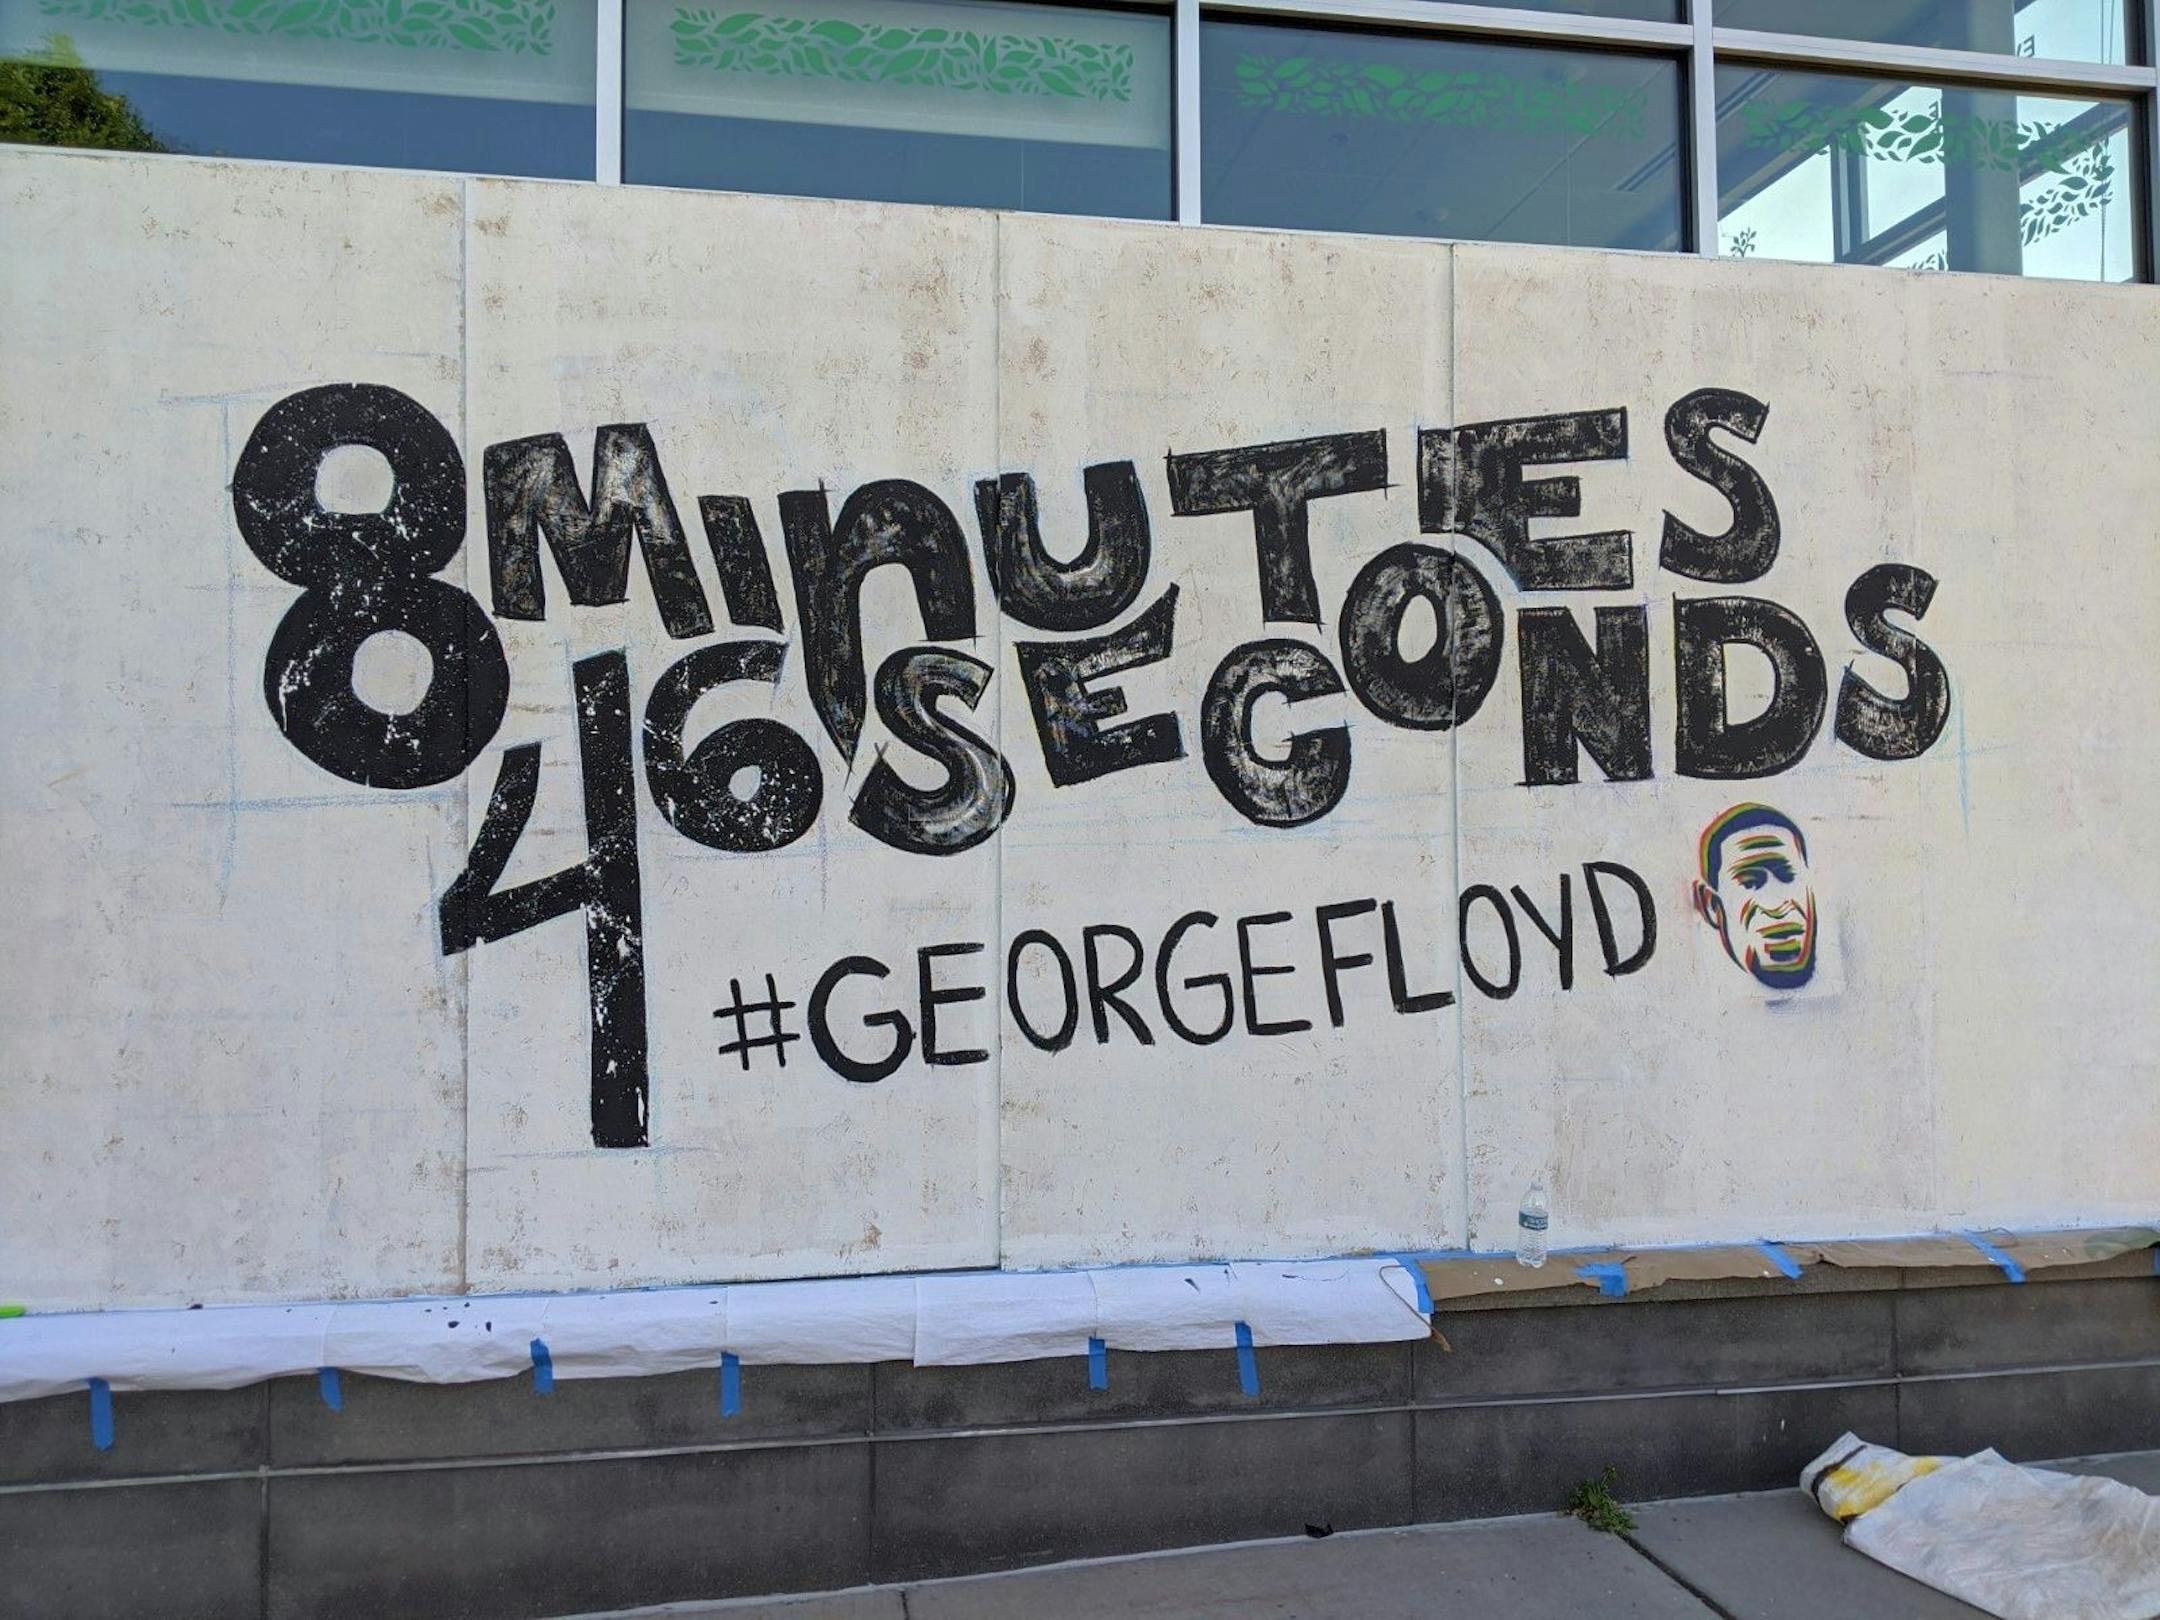 8 MINUTES
46 SECONDS
#GEORGEFLOYD